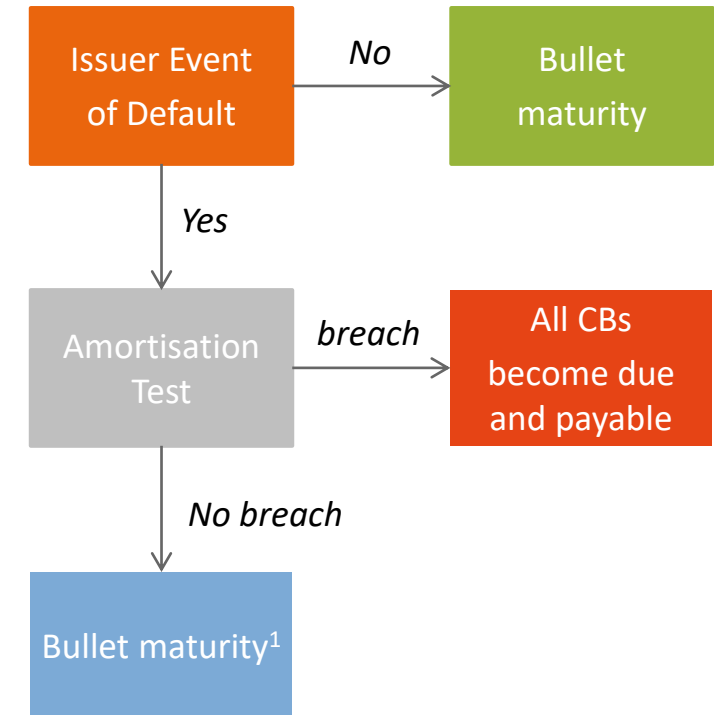 Issuer Event
of Default
No
Bullet
maturity
Yes
Amortisation
Test
breach
All CBs
become due
and payable
No breach
Bullet maturity¹